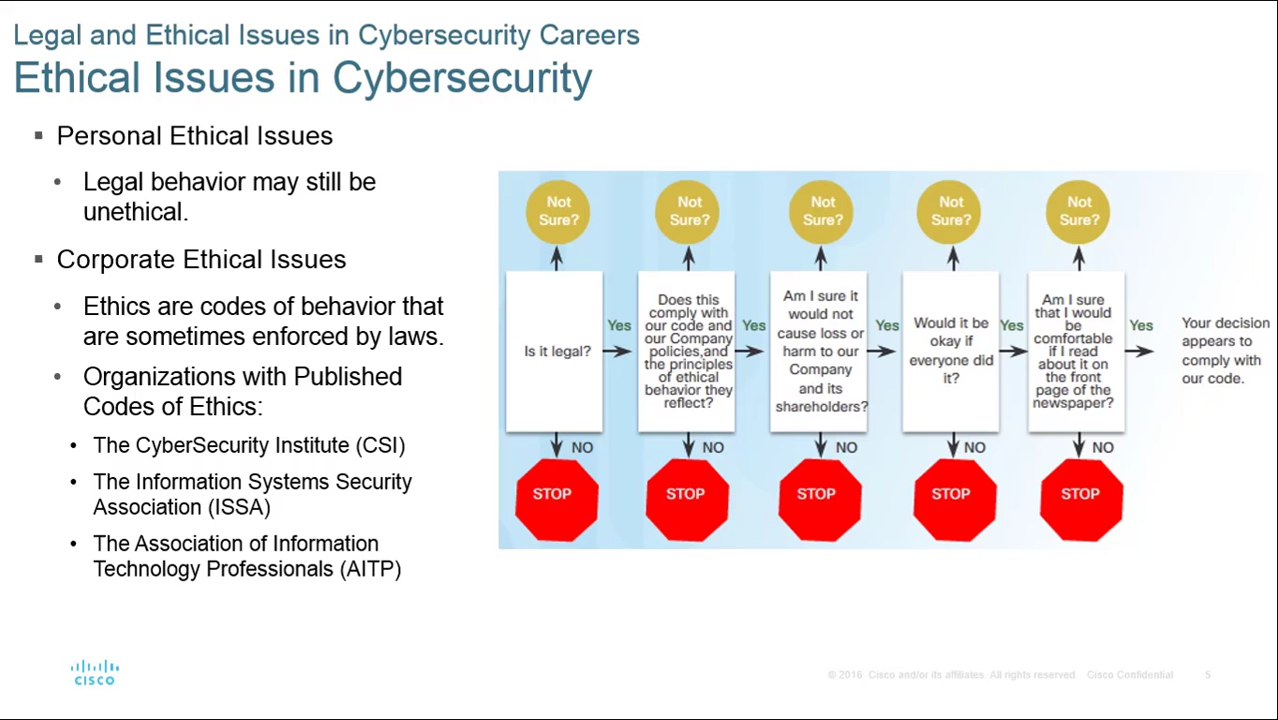 Legal and Ethical Issues in Cybersecurity Careers
Ethical Issues in Cybersecurity
▪ Personal Ethical Issues
• Legal behavior may still be
unethical.
▪ Corporate Ethical Issues
• Ethics are codes of behavior that
are sometimes enforced by laws.
• Organizations with Published
Codes of Ethics:
• The CyberSecurity Institute (CSI)
• The Information Systems Security
Association (ISSA)
• The Association of Information
Technology Professionals (AITP)
Not
Sure?
Is it legal?
Yes
NO
STOP
Not
Sure?
Does this
comply with
our code and
our Company
policies,and
the principles
of ethical
behavior they
reflect?
Yes
NO
STOP
Not
Sure?
Am I sure it
would not
cause loss or
harm to our
Company
and its
shareholders?
Yes
NO
STOP
Not
Sure?
Would it be
okay if
everyone did
it?
Yes
NO
STOP
Not
Sure?
Am I sure
that I would
be
comfortable
if I read
about it on
the front
page of the
newspaper?
Yes
NO
STOP
Your decision
appears to
comply with
our code.
CISCO
© 2016 Cisco and/or its affiliates. All rights reserved. Cisco Confidential
5